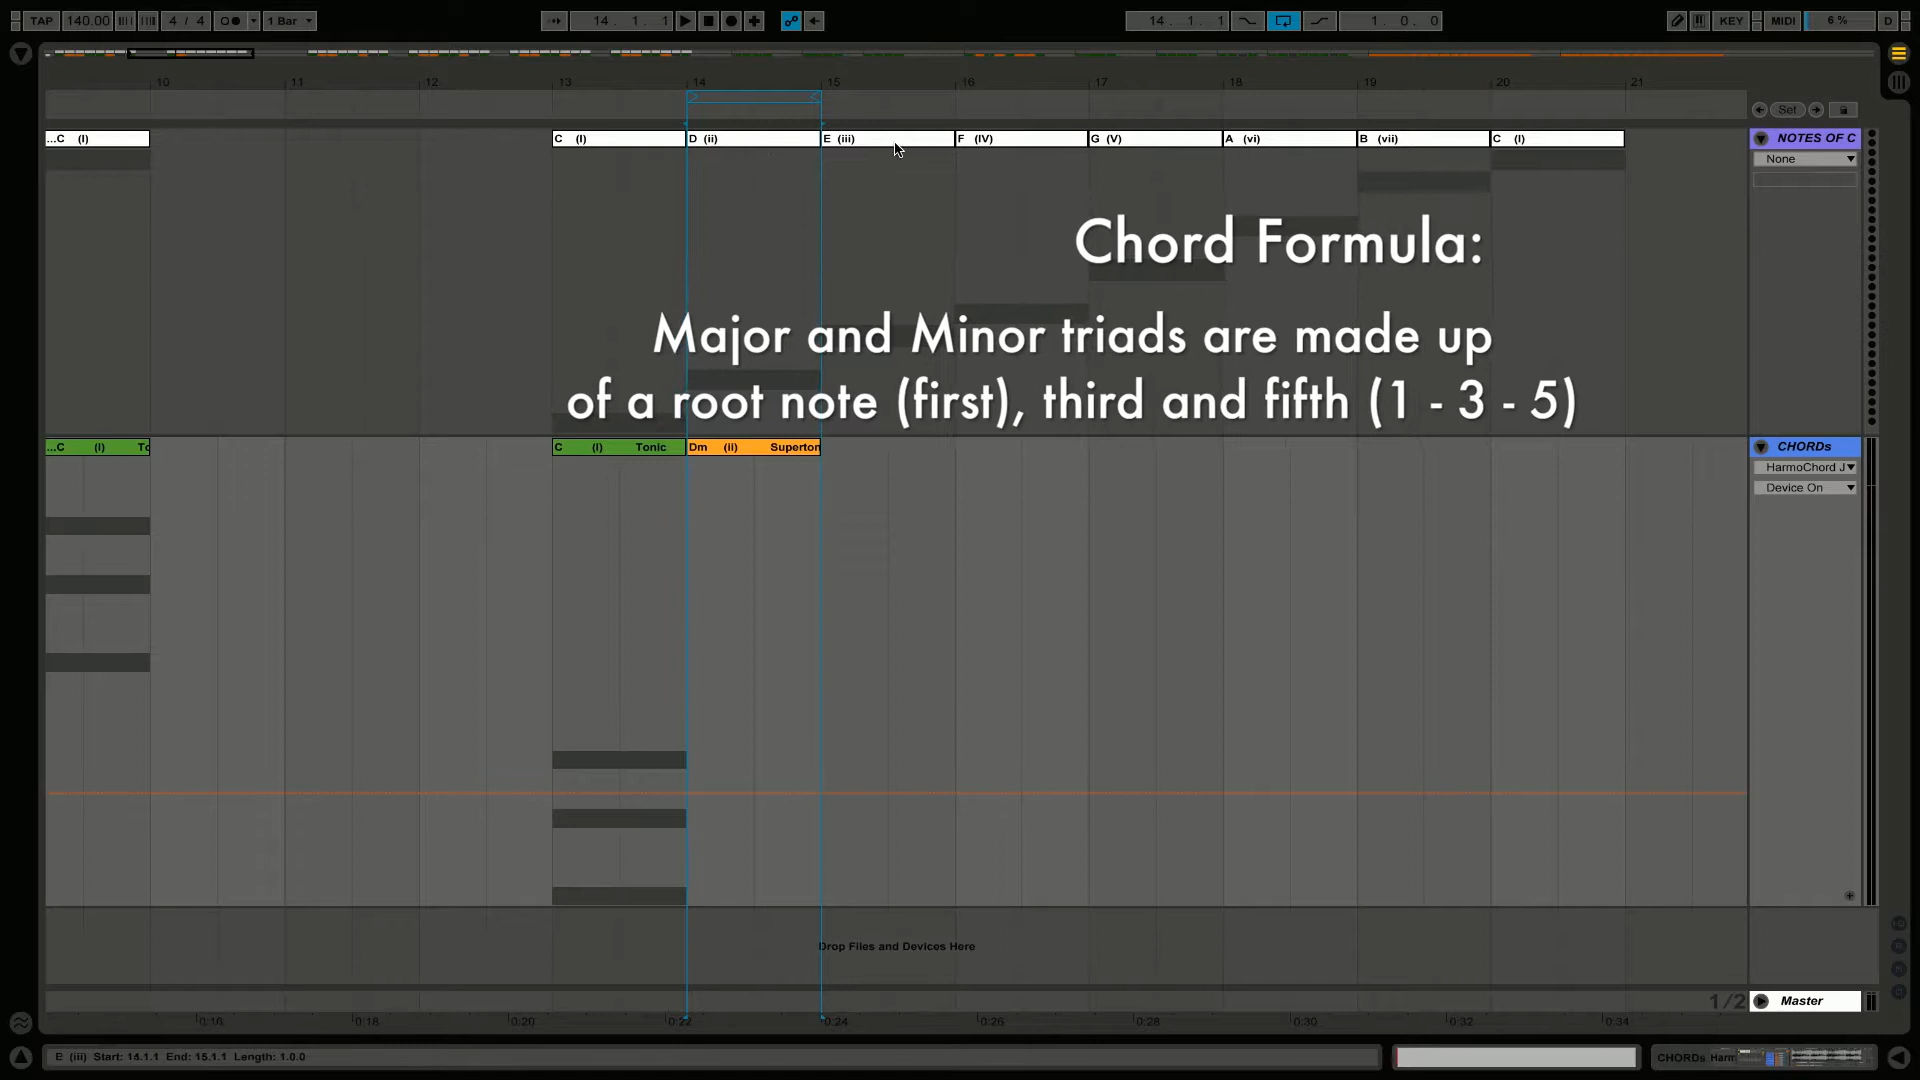 TAP 140.00 4 / 4 1 Bar 14 . 1 . 1 14 . 1 . 1 1 . 0 . 0 KEY MIDI 6 % D
10 11 12 13 14 15 16 17 18 19 20 21
Set
...C (I) C (I) D (ii) E (iii) F (IV) G (V) A (vi) B (vii) C (I) NOTES OF C
None
Chord Formula:
Major and Minor triads are made up
of a root note (first), third and fifth (1 - 3 - 5)
...C (I) To C (I) Tonic Dm (ii) Superton CHORDs
HarmoChord J
Device On
Drop Files and Devices Here
1/2 Master
0:16 0:18 0:20 0:22 0:24 0:26 0:28 0:30 0:32 0:34
E (iii) Start: 14.1.1 End: 15.1.1 Length: 1.0.0 CHORDs Harm